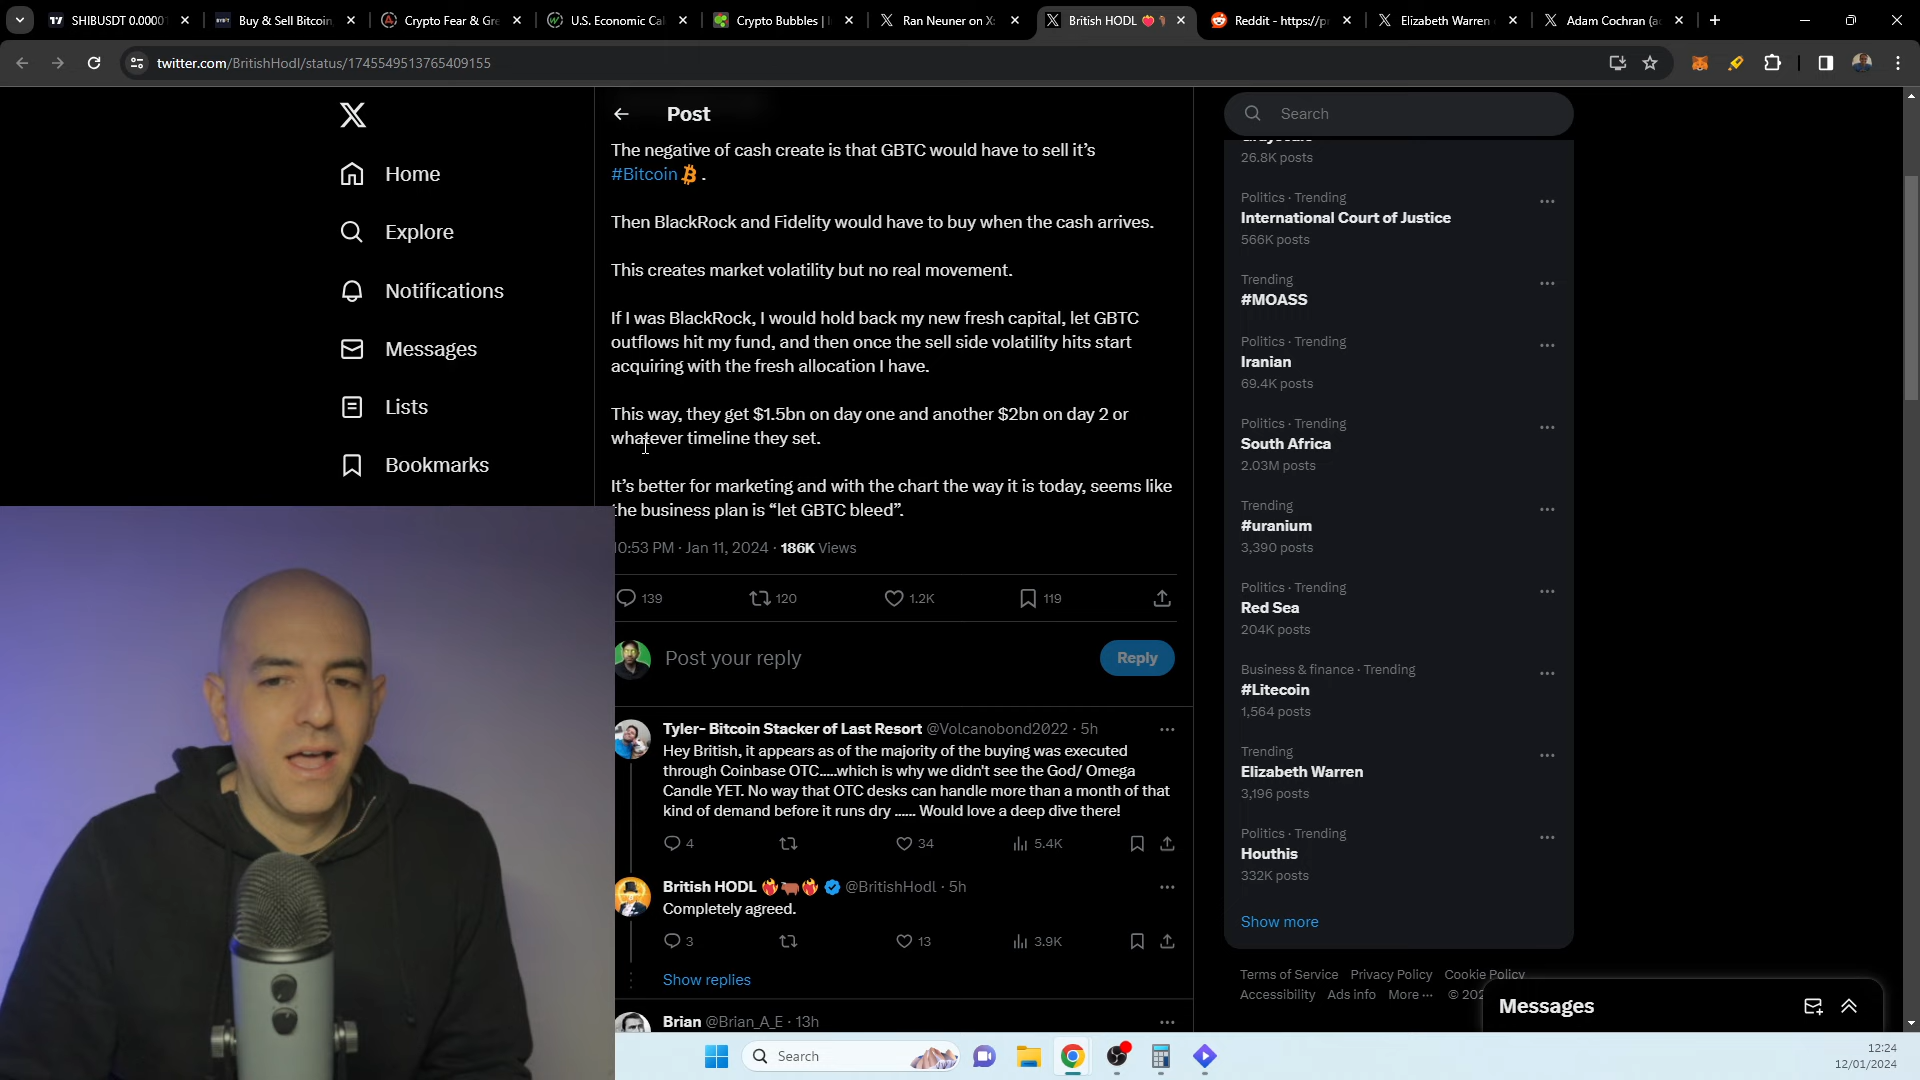 SHIBUSDT 0.0000
Buy & Sell Bitcoin
Crypto Fear & Gre
U.S. Economic Ca
Crypto Bubbles |
Ran Neuner on X
British HODL
Reddit - https://p
Elizabeth Warren
Adam Cochran (a
twitter.com/BritishHodl/status/1745549513765409155
Home
Explore
Notifications
Messages
Lists
Bookmarks
Post
The negative of cash create is that GBTC would have to sell it’s
#Bitcoin .
Then BlackRock and Fidelity would have to buy when the cash arrives.
This creates market volatility but no real movement.
If I was BlackRock, I would hold back my new fresh capital, let GBTC
outflows hit my fund, and then once the sell side volatility hits start
acquiring with the fresh allocation I have.
This way, they get $1.5bn on day one and another $2bn on day 2 or
whatever timeline they set.
It’s better for marketing and with the chart the way it is today, seems like
the business plan is “let GBTC bleed”.
10:53 PM · Jan 11, 2024 · 186K Views
139 120 1.2K 119
Post your reply
Reply
Tyler- Bitcoin Stacker of Last Resort @Volcanobond2022 · 5h
Hey British, it appears as of the majority of the buying was executed
through Coinbase OTC.....which is why we didn't see the God/ Omega
Candle YET. No way that OTC desks can handle more than a month of that
kind of demand before it runs dry ...... Would love a deep dive there!
4 34 5.4K
British HODL @BritishHodl · 5h
Completely agreed.
3 13 3.9K
Show replies
Brian @Brian_A_E · 13h
Search
26.8K posts
Politics · Trending
International Court of Justice
566K posts
Trending
#MOASS
Politics · Trending
Iranian
69.4K posts
Politics · Trending
South Africa
2.03M posts
Trending
#uranium
3,390 posts
Politics · Trending
Red Sea
204K posts
Business & finance · Trending
#Litecoin
1,564 posts
Trending
Elizabeth Warren
3,196 posts
Politics · Trending
Houthis
332K posts
Show more
Terms of Service Privacy Policy Cookie Policy
Accessibility Ads info More ··· © 202
Messages
Search
12:24
12/01/2024